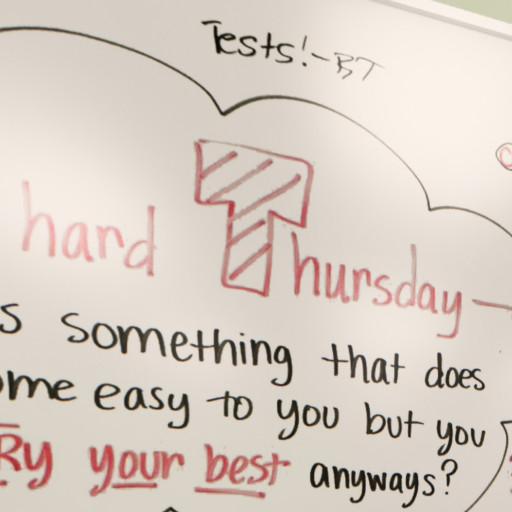 Tests! - BT
hard Thursday -
s something that does
ome easy to you but you
Ry your best anyways?